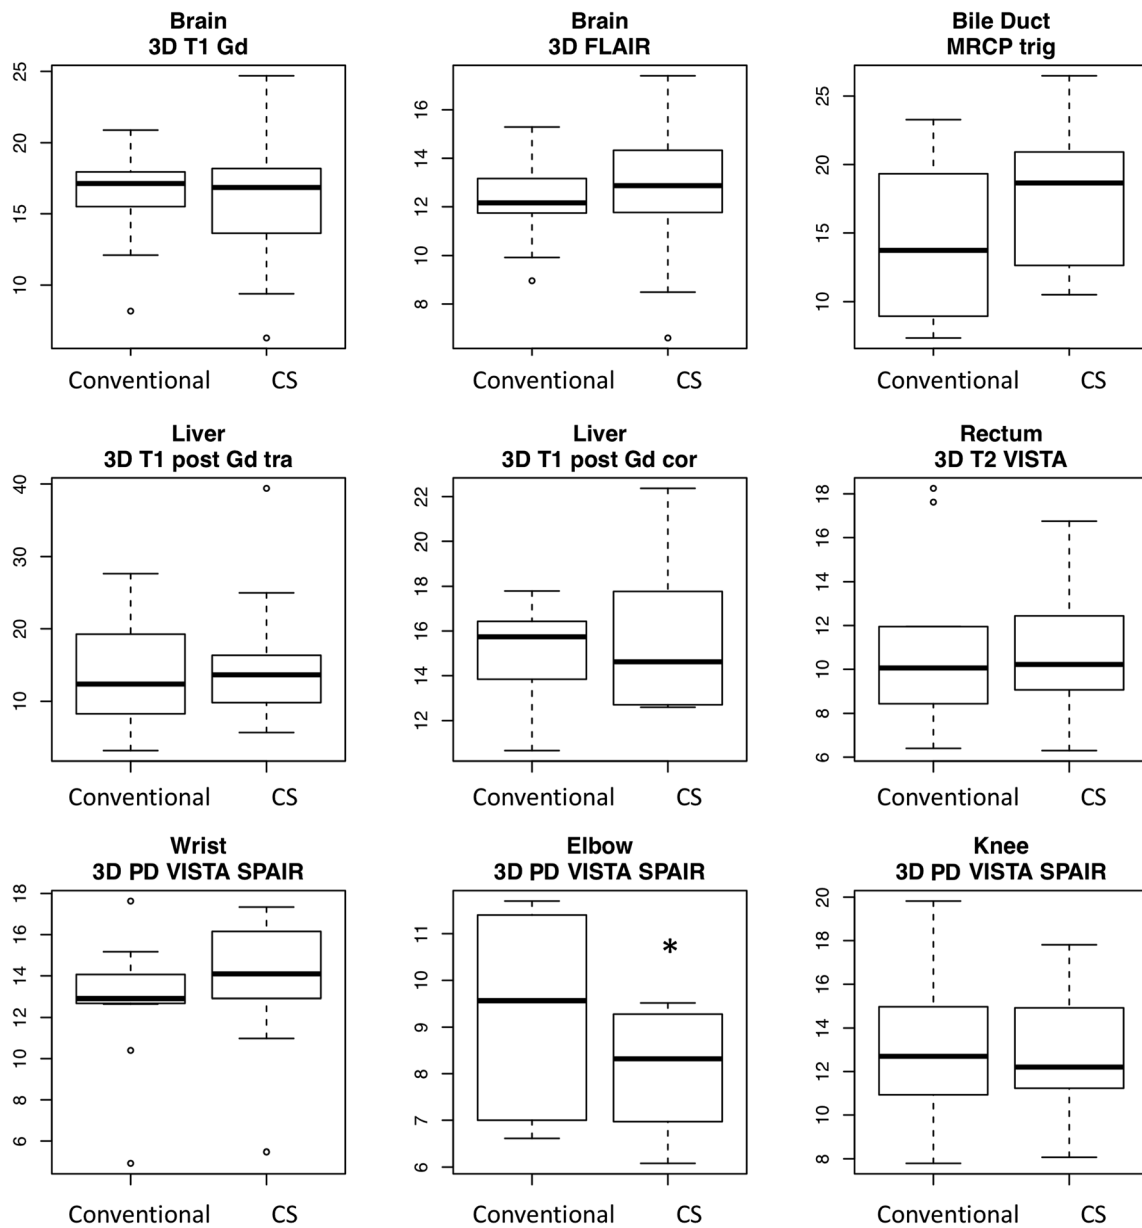 Brain
3D T1 Gd
25
20
15
10
Conventional CS
Brain
3D FLAIR
16
14
12
10
8
Conventional CS
Bile Duct
MRCP trig
25
20
15
10
Conventional CS
Liver
3D T1 post Gd tra
40
30
20
10
Conventional CS
Liver
3D T1 post Gd cor
22
20
18
16
14
12
Conventional CS
Rectum
3D T2 VISTA
18
16
14
12
10
8
6
Conventional CS
Wrist
3D PD VISTA SPAIR
18
16
14
12
10
8
6
Conventional CS
Elbow
3D PD VISTA SPAIR
11
10
9
8
7
6
*
Conventional CS
Knee
3D PD VISTA SPAIR
20
18
16
14
12
10
8
Conventional CS